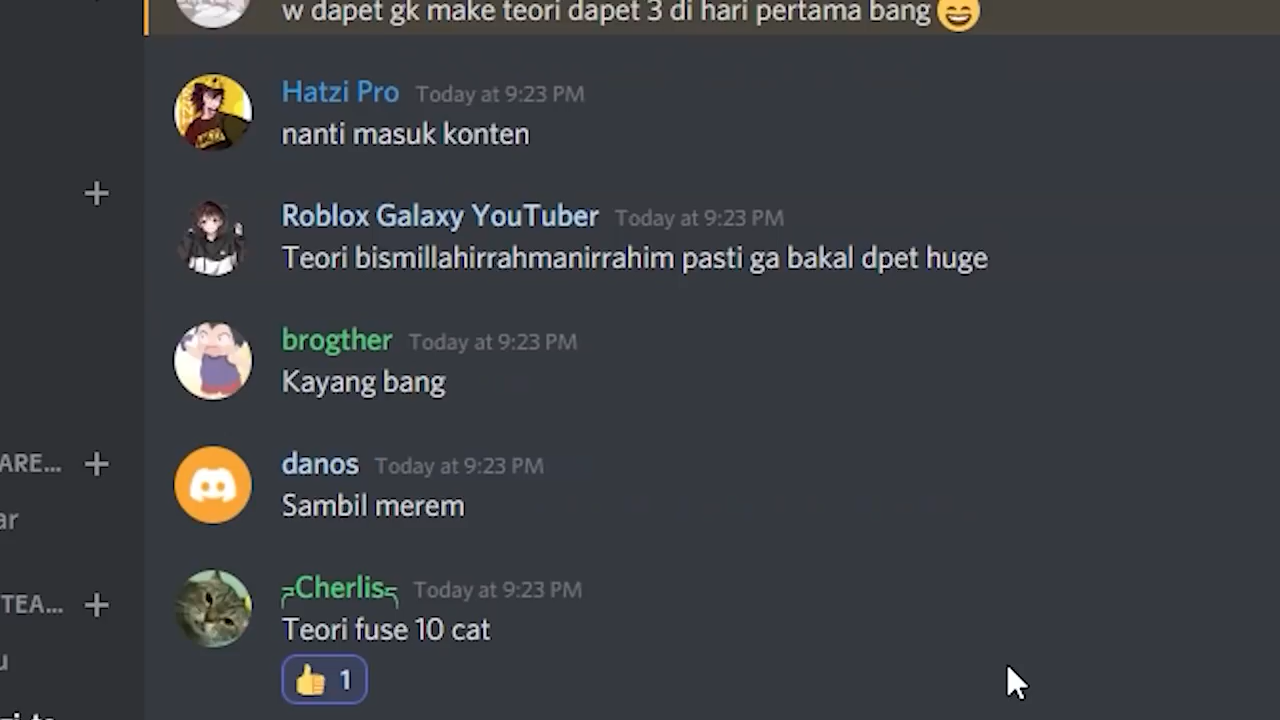 w dapet gk make teori dapet 3 di hari pertama bang😄
Hatzi Pro Today at 9:23 PM
nanti masuk konten
Roblox Galaxy YouTuber Today at 9:23 PM
Teori bismillahirrahmanirrahim pasti ga bakal dpet huge
brogther Today at 9:23 PM
Kayang bang
ARE...
danos Today at 9:23 PM
Sambil merem
ar
TEA...
╒Cherlis╕ Today at 9:23 PM
Teori fuse 10 cat
u
👍 1